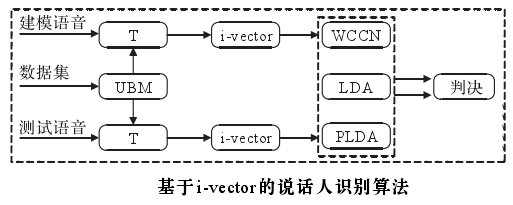 建模语音 T i-vector WCCN
数据集 UBM LDA 判决
测试语音 T i-vector PLDA
基于i-vector的说话人识别算法